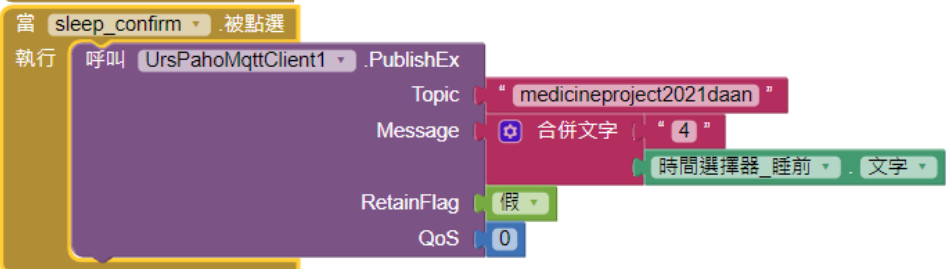 當 sleep_confirm .被點選
執行 呼叫 UrsPahoMqttClient1 .PublishEx
Topic " medicineproject2021daan "
Message 合併文字 " 4 "
時間選擇器_睡前 . 文字
RetainFlag 假
QoS 0